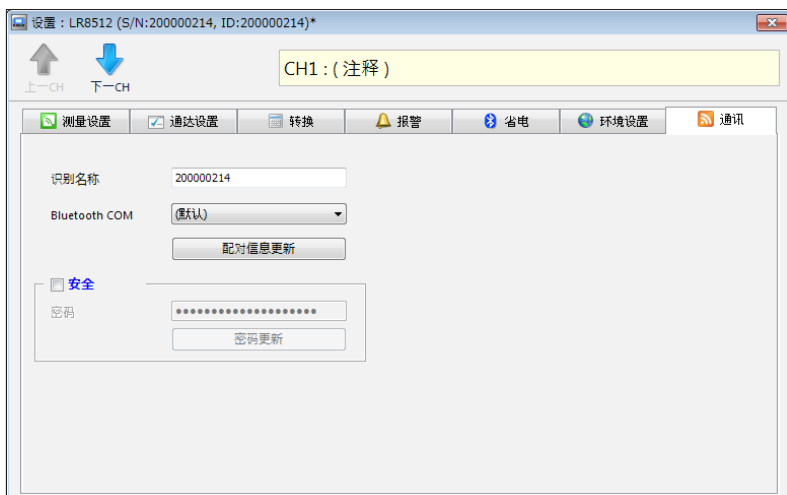 设置 : LR8512 (S/N:200000214, ID:200000214)*
上一CH 下一CH CH1 : ( 注释 )
测量设置 通达设置 转换 报警 省电 环境设置 通讯
识别名称 200000214
Bluetooth COM (默认)
配对信息更新
安全
密码 ••••••••••••••••••••
密码更新